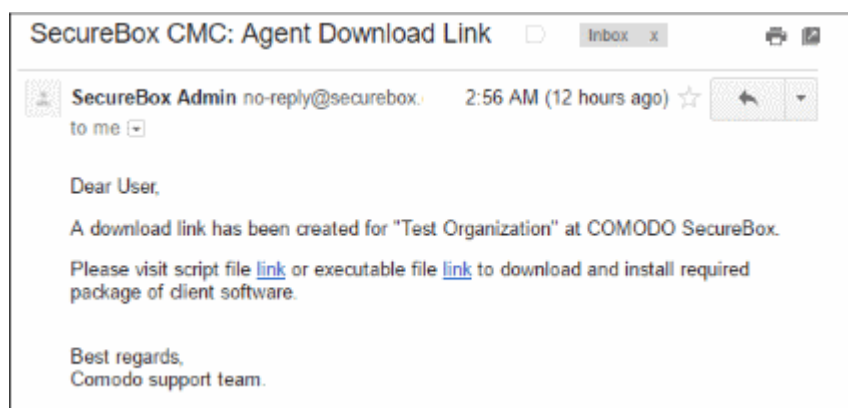 SecureBox CMC: Agent Download Link
Inbox x
SecureBox Admin no-reply@securebox. 2:56 AM (12 hours ago)
to me
Dear User,
A download link has been created for "Test Organization" at COMODO SecureBox.
Please visit script file link or executable file link to download and install required
package of client software.
Best regards,
Comodo support team.